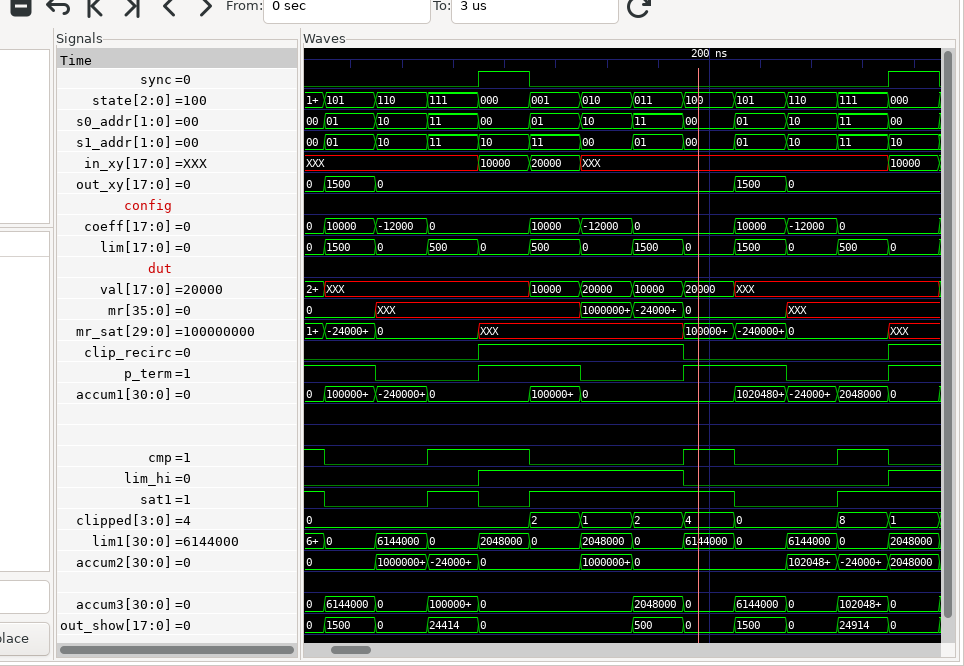 From: 0 sec To: 3 us
Signals Waves
Time 200 ns
sync=0
state[2:0]=100 1+ 101 110 111 000 001 010 011 100 101 110 111 000
s0_addr[1:0]=00 00 01 10 11 00 01 10 11 00 01 10 11 00
s1_addr[1:0]=00 00 01 10 11 10 11 00 01 00 01 10 11 10
in_xy[17:0]=XXX XXX 10000 20000 XXX 10000
out_xy[17:0]=0 0 1500 0 1500 0
config
coeff[17:0]=0 0 10000 -12000 0 10000 -12000 0 10000 -12000 0
lim[17:0]=0 0 1500 0 500 0 500 0 1500 0 1500 0 500 0
dut
val[17:0]=20000 2+ XXX 10000 20000 10000 20000 XXX
mr[35:0]=0 0 XXX 1000000+ -24000+ 0 XXX
mr_sat[29:0]=100000000 1+ -24000+ 0 XXX 100000+ -240000+ 0 XXX
clip_recirc=0
p_term=1
accum1[30:0]=0 0 100000+ -240000+ 0 100000+ 0 1020480+ -24000+ 2048000 0
cmp=1
lim_hi=0
sat1=1
clipped[3:0]=4 0 2 1 2 4 0 8 1
lim1[30:0]=6144000 6+ 0 6144000 0 2048000 0 2048000 0 6144000 0 6144000 0 2048000
accum2[30:0]=0 0 1000000+ -24000+ 0 1000000+ 0 102048+ -24000+ 2048000
accum3[30:0]=0 0 6144000 0 100000+ 0 2048000 0 6144000 0 102048+ 0
out_show[17:0]=0 0 1500 0 24414 0 500 0 1500 0 24914 0
place